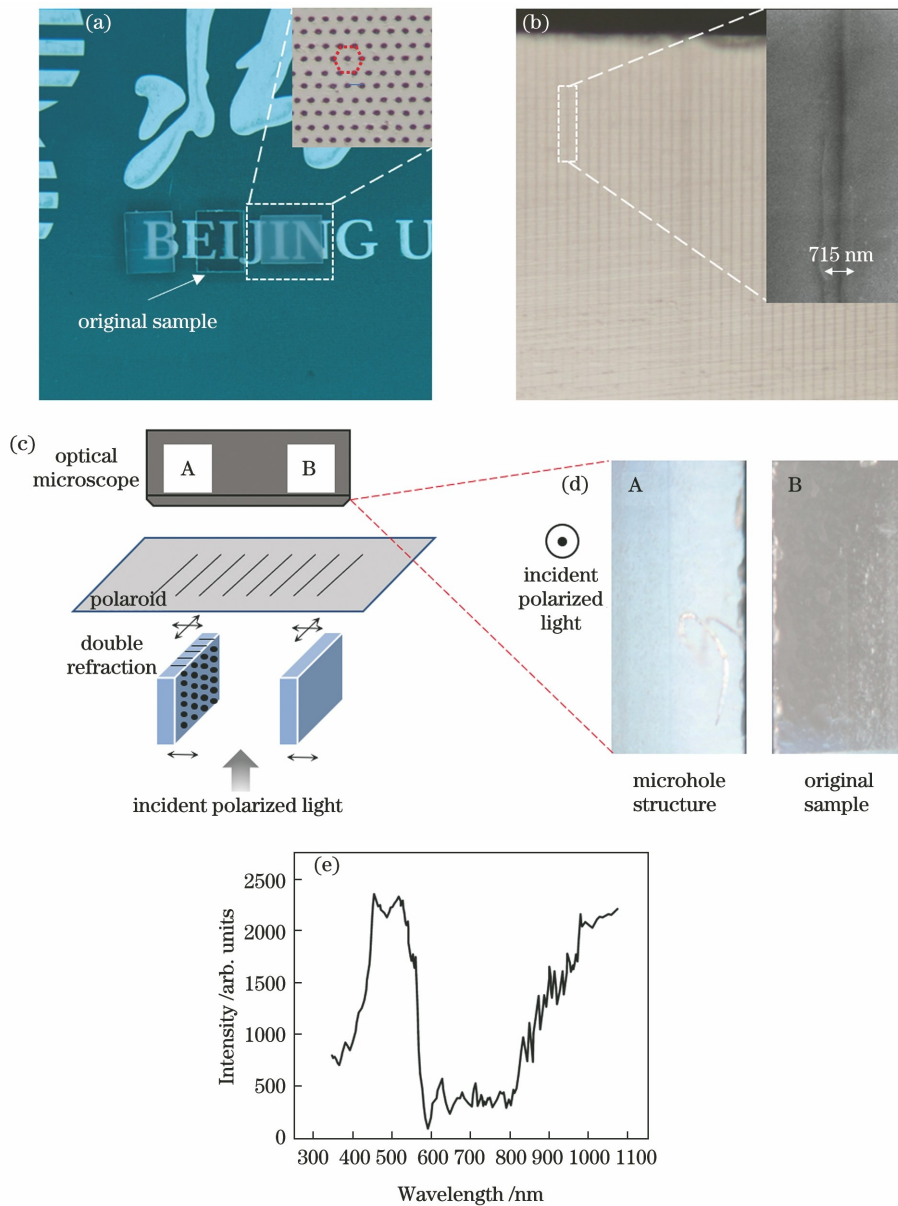 (a)
BEIJING U
original sample
(b)
715 nm
(c)
optical
microscope
A
B
polaroid
double
refraction
incident polarized light
(d)
incident
polarized
light
A
B
microhole
structure
original
sample
(e)
Intensity /arb. units
2500
2000
1500
1000
500
0
300 400 500 600 700 800 900 1000 1100
Wavelength /nm